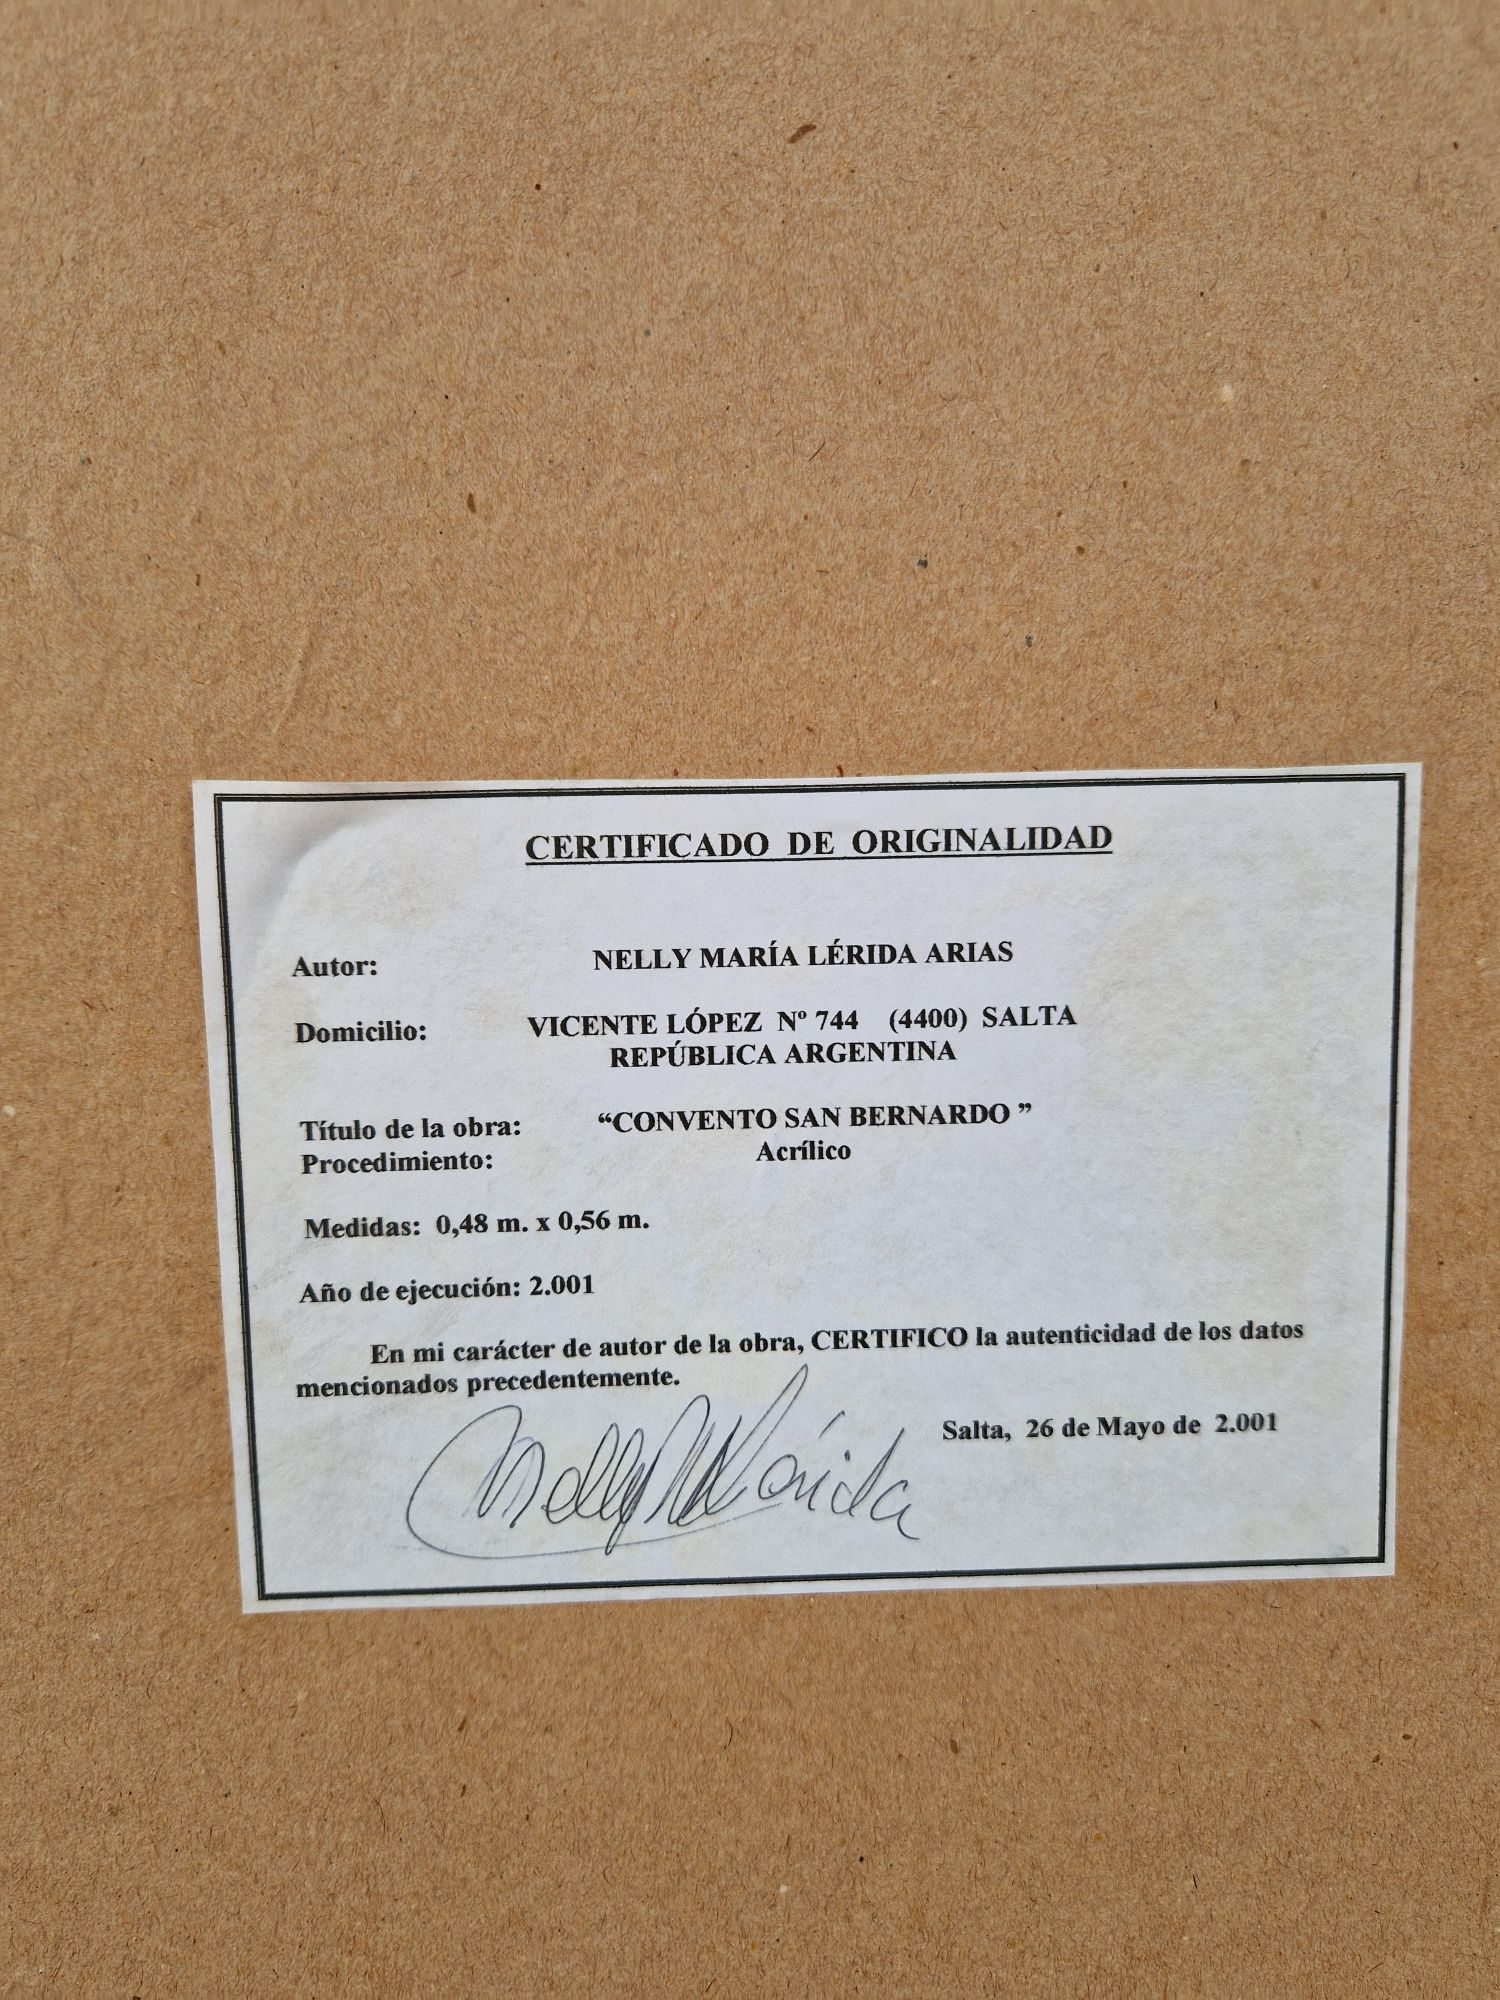 CERTIFICADO DE ORIGINALIDAD
Autor: NELLY MARÍA LÉRIDA ARIAS
Domicilio: VICENTE LÓPEZ Nº 744 (4400) SALTA
REPÚBLICA ARGENTINA
Título de la obra: “CONVENTO SAN BERNARDO ”
Procedimiento: Acrílico
Medidas: 0,48 m. x 0,56 m.
Año de ejecución: 2.001
En mi carácter de autor de la obra, CERTIFICO la autenticidad de los datos
mencionados precedentemente.
Salta, 26 de Mayo de 2.001
Nelly M Lérida